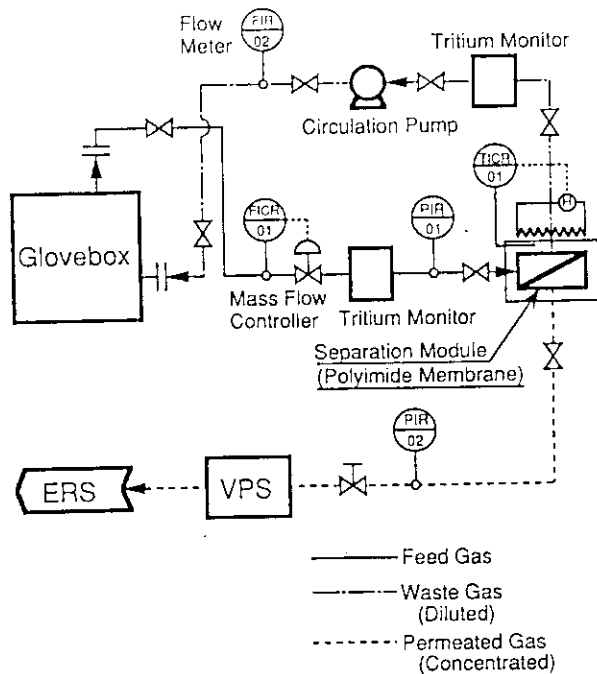 Flow
Meter
FIR
02
Tritium Monitor
Circulation Pump
TICR
01
H
Glovebox
FICR
01
PIR
01
Mass Flow
Controller
Tritium Monitor
Separation Module
(Polyimide Membrane)
PIR
02
ERS
VPS
Feed Gas
Waste Gas
(Diluted)
Permeated Gas
(Concentrated)